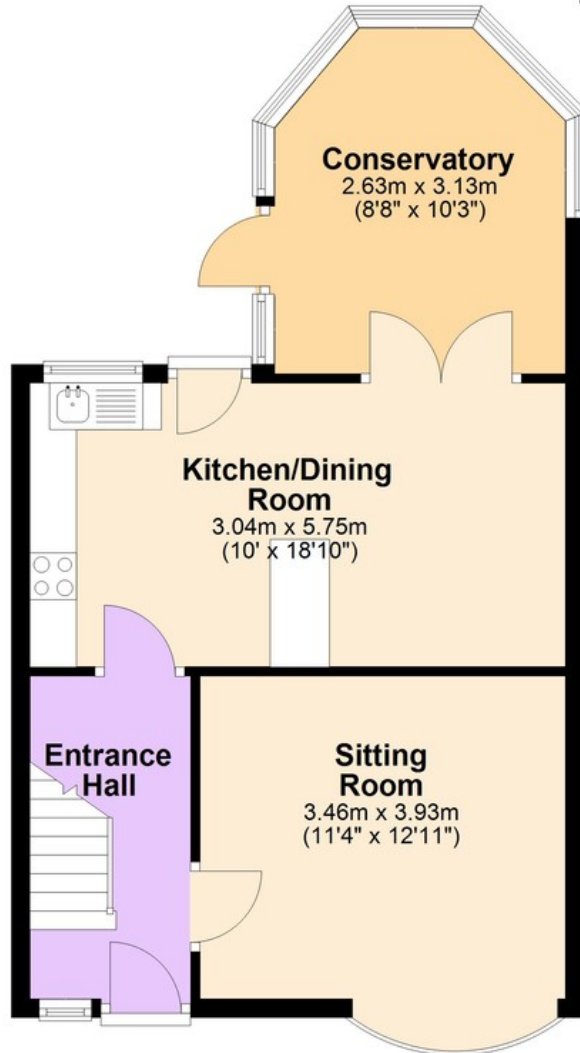 Conservatory
2.63m x 3.13m
(8'8" x 10'3")
Kitchen/Dining
Room
3.04m x 5.75m
(10' x 18'10")
Entrance
Hall
Sitting
Room
3.46m x 3.93m
(11'4" x 12'11")